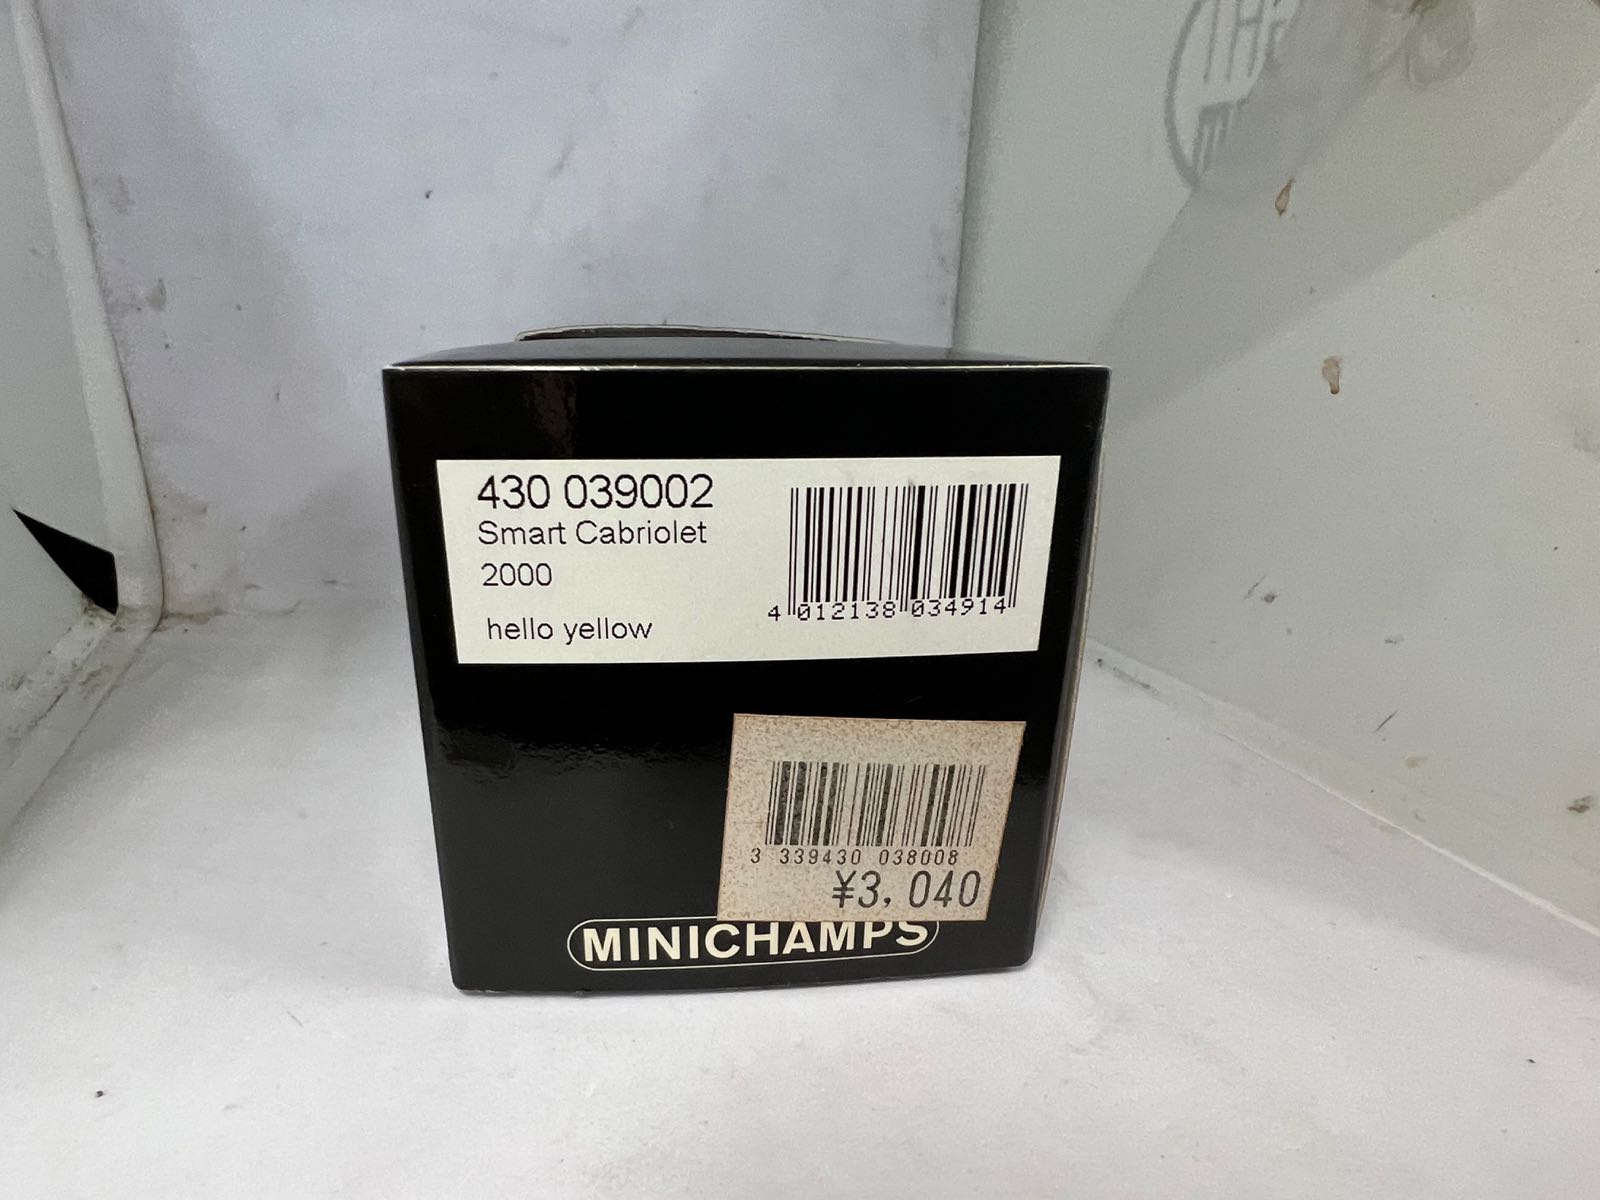 430 039002
Smart Cabriolet
2000
hello yellow
4 012138 034914
3 339430 038008
¥3,040
MINICHAMPS